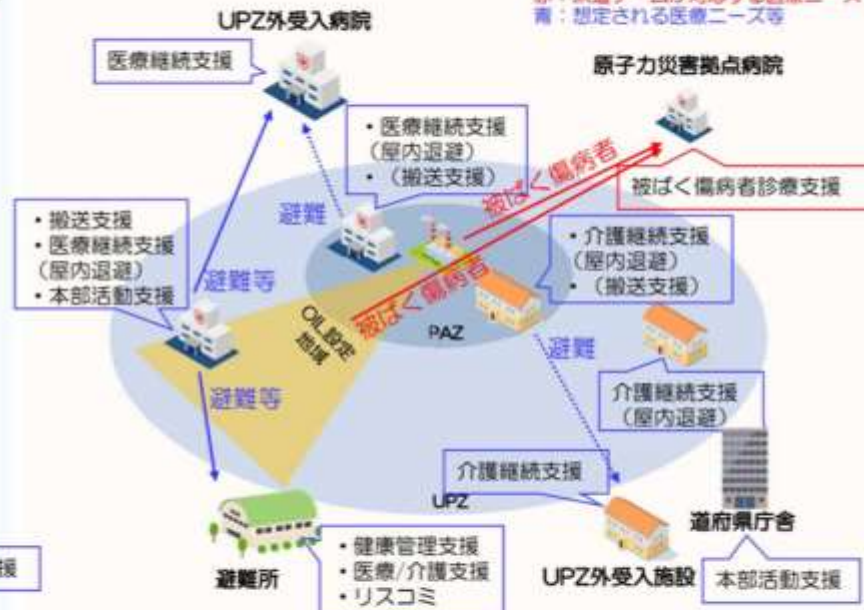 青:想定される医療ニーズ等
UPZ外受入病院
医療継続支援
原子力災害拠点病院
・医療継続支援
(屋内退避)
・(搬送支援)
被ばく傷病者
被ばく傷病者診療支援
・搬送支援
・医療継続支援
(屋内退避)
・本部活動支援
避難
避難等
・介護継続支援
(屋内退避)
・(搬送支援)
被ばく傷病者
OIL設定
地域
PAZ
避難
避難等
介護継続支援
(屋内退避)
介護継続支援
UPZ
道府県庁舎
避難所
・健康管理支援
・医療/介護支援
・リスコミ
UPZ外受入施設
本部活動支援
援